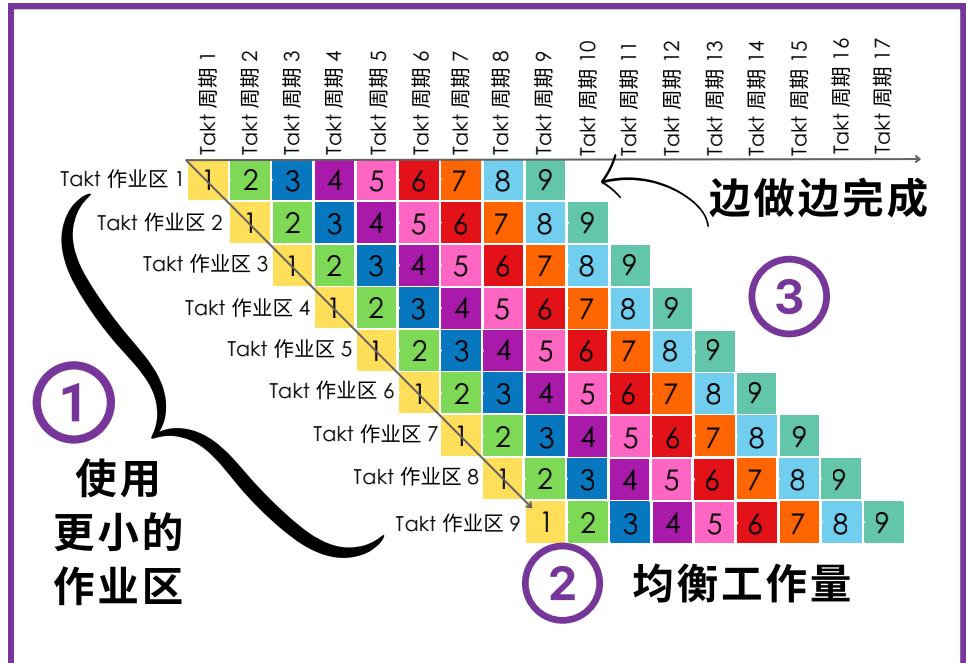 Takt 周期 1
Takt 周期 2
Takt 周期 3
Takt 周期 4
Takt 周期 5
Takt 周期 6
Takt 周期 7
Takt 周期 8
Takt 周期 9
Takt 周期 10
Takt 周期 11
Takt 周期 12
Takt 周期 13
Takt 周期 14
Takt 周期 15
Takt 周期 16
Takt 周期 17
Takt 作业区 1 1 2 3 4 5 6 7 8 9
Takt 作业区 2 1 2 3 4 5 6 7 8 9
Takt 作业区 3 1 2 3 4 5 6 7 8 9
Takt 作业区 4 1 2 3 4 5 6 7 8 9
Takt 作业区 5 1 2 3 4 5 6 7 8 9
Takt 作业区 6 1 2 3 4 5 6 7 8 9
Takt 作业区 7 1 2 3 4 5 6 7 8 9
Takt 作业区 8 1 2 3 4 5 6 7 8 9
Takt 作业区 9 1 2 3 4 5 6 7 8 9
1
使用
更小的
作业区
2
均衡工作量
3
边做边完成